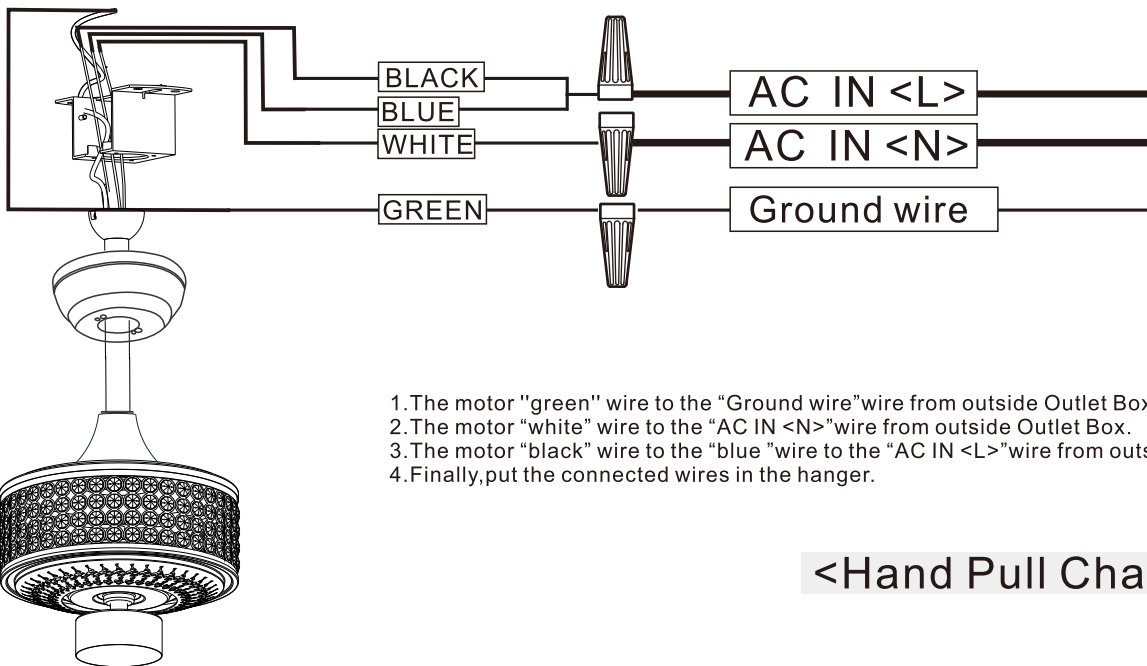 BLACK
BLUE
WHITE
GREEN
AC IN <L>
AC IN <N>
Ground wire
1.The motor "green" wire to the “Ground wire”wire from outside Outlet Box
2.The motor “white” wire to the “AC IN <N>”wire from outside Outlet Box.
3.The motor “black” wire to the “blue ”wire to the “AC IN <L>”wire from outs
4.Finally,put the connected wires in the hanger.
<Hand Pull Cha